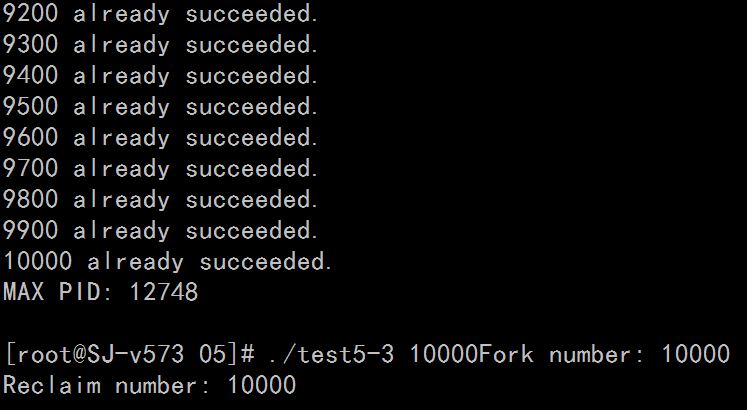 9200 already succeeded.
9300 already succeeded.
9400 already succeeded.
9500 already succeeded.
9600 already succeeded.
9700 already succeeded.
9800 already succeeded.
9900 already succeeded.
10000 already succeeded.
MAX PID: 12748
[root@SJ-v573 05]# ./test5-3 10000Fork number: 10000
Reclaim number: 10000